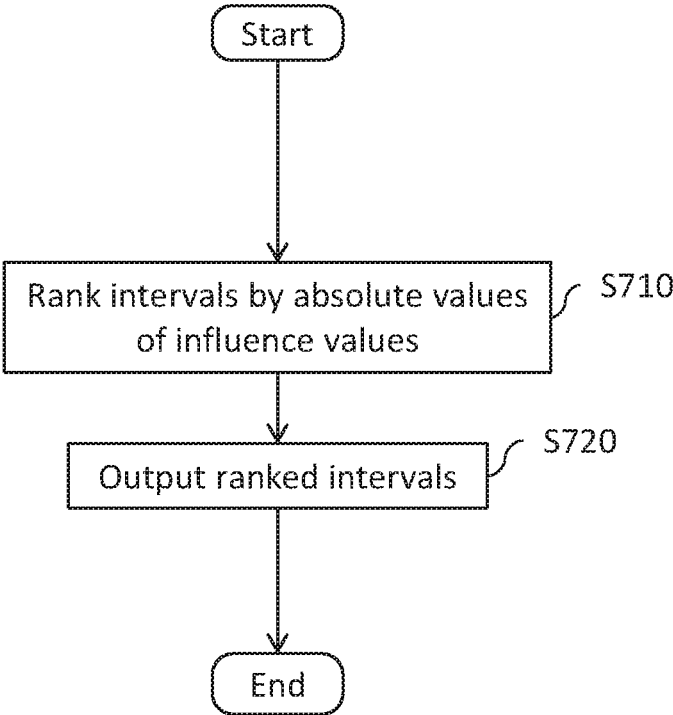 Start
Rank intervals by absolute values
of influence values
S710
Output ranked intervals
S720
End